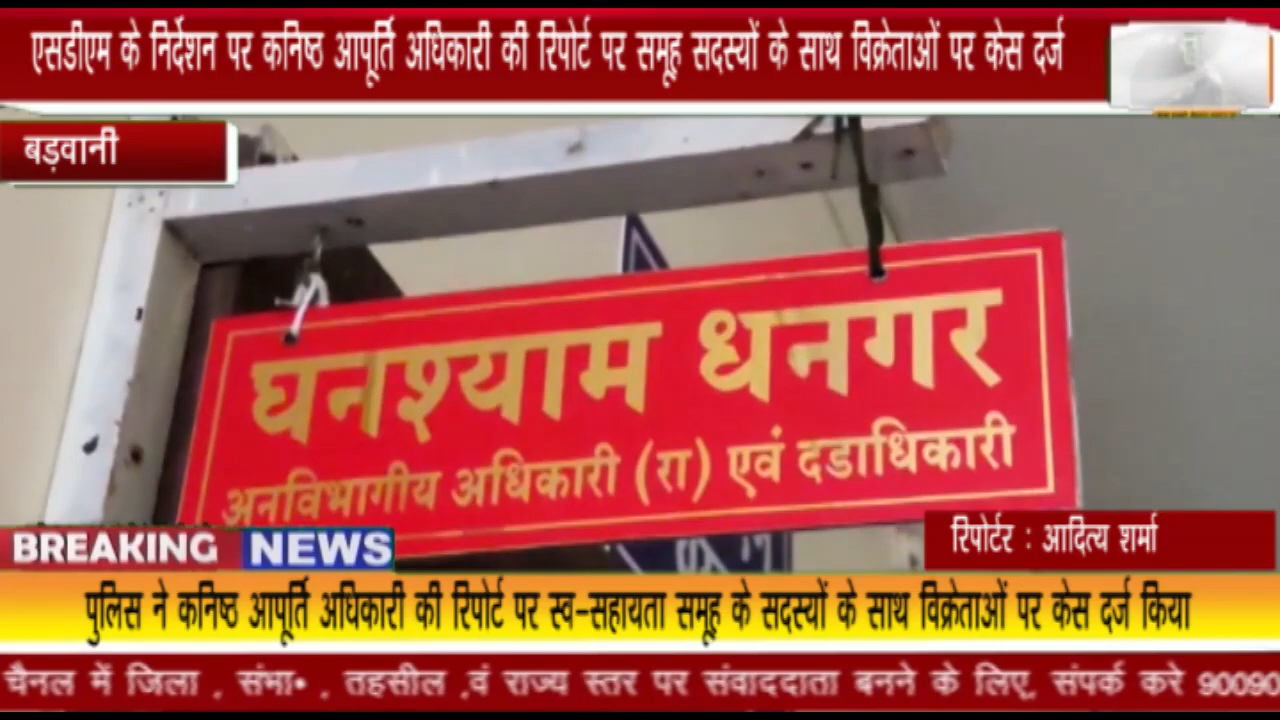 एसडीएम के निर्देशन पर कनिष्ठ आपूर्ति अधिकारी की रिपोर्ट पर समूह सदस्यों के साथ विक्रेताओं पर केस दर्ज
बड़वानी
घनश्याम धनगर
अनविभागीय अधिकारी (रा) एवं दडाधिकारी
BREAKING NEWS
रिपोर्टर : आदित्य शर्मा
पुलिस ने कनिष्ठ आपूर्ति अधिकारी की रिपोर्ट पर स्व-सहायता समूह के सदस्यों के साथ विक्रेताओं पर केस दर्ज किया
चैनल में जिला , संभा• , तहसील ,वं राज्य स्तर पर संवाददाता बनने के लिए, संपर्क करे 90090